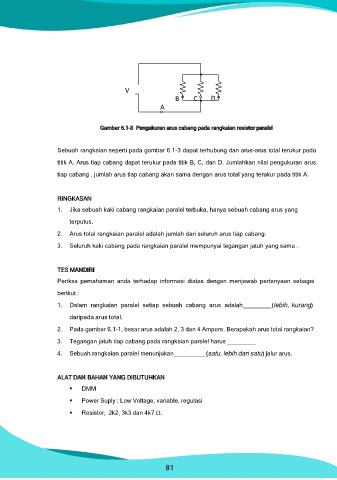 V
B C D
A
Gambar 6.1-3 Pengukuran arus cabang pada rangkaian resistor paralel
Sebuah rangkaian seperti pada gambar 6.1-3 dapat terhubung dan arus-arus total terukur pada
titik A. Arus tiap cabang dapat terukur pada titik B, C, dan D. Jumlahkan nilai pengukuran arus
tiap cabang . jumlah arus tiap cabang akan sama dengan arus total yang terukur pada titik A.
RINGKASAN
1. Jika sebuah kaki cabang rangkaian paralel terbuka, hanya sebuah cabang arus yang
terputus.
2. Arus total rangkaian paralel adalah jumlah dari seluruh arus tiap cabang.
3. Seluruh kaki cabang pada rangkaian paralel mempunyai tegangan jatuh yang sama .
TES MANDIRI
Periksa pemahaman anda terhadap informasi diatas dengan menjawab pertanyaan sebagai
berikut :
1. Dalam rangkaian paralel setiap sebuah cabang arus adalah_________(lebih, kurang)
daripada arus total.
2. Pada gambar 6.1-1, besar arus adalah 2, 3 dan 4 Ampere. Berapakah arus total rangkaian?
3. Tegangan jatuh tiap cabang pada rangkaian paralel harus _________
4. Sebuah rangkaian paralel menunjukan__________(satu, lebih dari satu) jalur arus.
ALAT DAN BAHAN YANG DIBUTUHKAN
• DMM
• Power Suply : Low Voltage, variable, regulasi
• Resistor, 2k2, 3k3 dan 4k7 Ω.
81